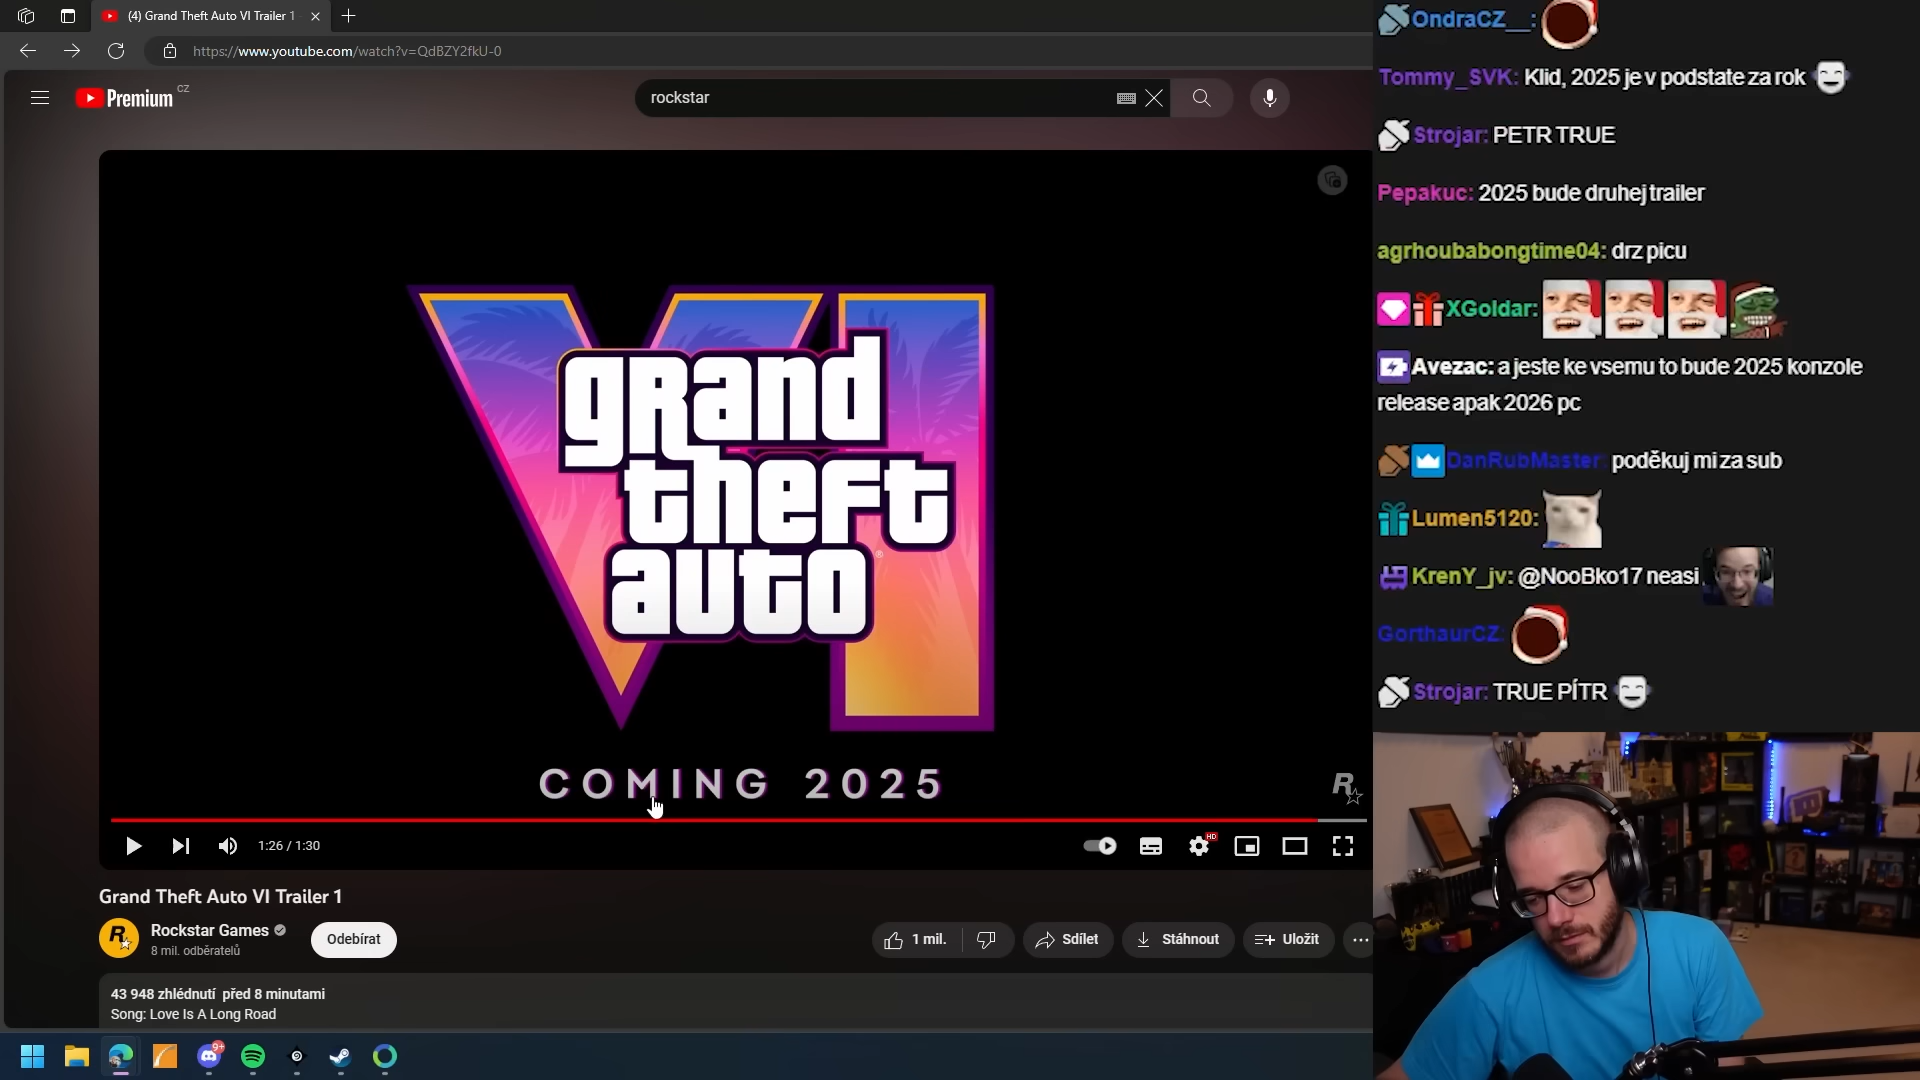 (4) Grand Theft Auto VI Trailer 1
https://www.youtube.com/watch?v=QdBZY2fkU-0
Premium CZ
rockstar
VI
grand
theft
auto
®
COMING 2025
R
1:26 / 1:30
HD
Grand Theft Auto VI Trailer 1
R
Rockstar Games
8 mil. odběratelů
Odebírat
1 mil.
Sdílet
Stáhnout
Uložit
43 948 zhlédnutí před 8 minutami
Song: Love Is A Long Road
9+
OndraCZ__:
Tommy_SVK: Klid, 2025 je v podstate za rok
Strojar: PETR TRUE
Pepakuc: 2025 bude druhej trailer
agrhoubabongtime04: drz picu
XGoldar:
Avezac: a jeste ke vsemu to bude 2025 konzole
release apak 2026 pc
DanRubMaster: poděkuj mi za sub
Lumen5120:
KrenY_jv: @NooBko17 neasi
GorthaurCZ:
Strojar: TRUE PÍTR